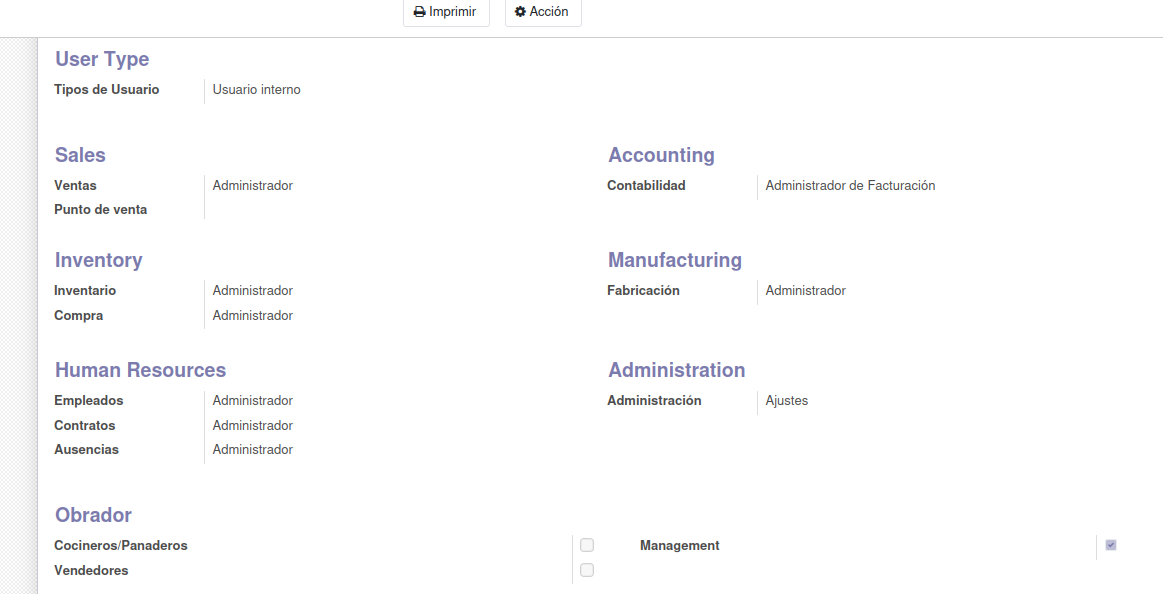 Imprimir Acción
User Type
Tipos de Usuario Usuario interno
Sales Accounting
Ventas Administrador Contabilidad Administrador de Facturación
Punto de venta
Inventory Manufacturing
Inventario Administrador Fabricación Administrador
Compra Administrador
Human Resources Administration
Empleados Administrador Administración Ajustes
Contratos Administrador
Ausencias Administrador
Obrador
Cocineros/Panaderos Management
Vendedores